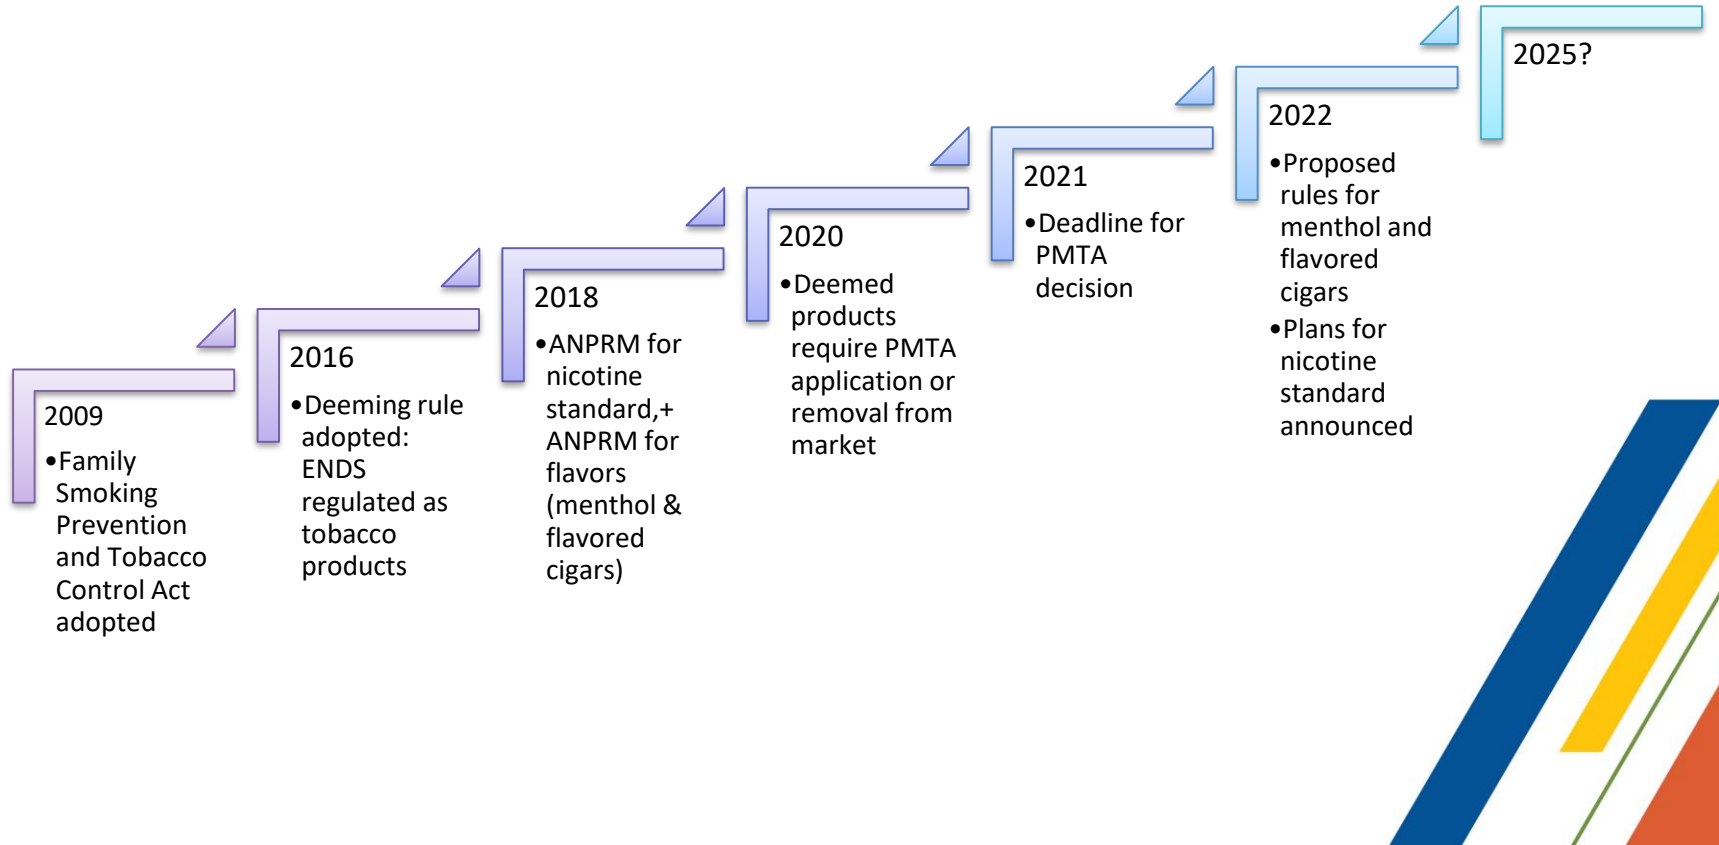 2009
•Family
Smoking
Prevention
and Tobacco
Control Act
adopted
2016
•Deeming rule
adopted:
ENDS
regulated as
tobacco
products
2018
•ANPRM for
nicotine
standard,+
ANPRM for
flavors
(menthol &
flavored
cigars)
2020
•Deemed
products
require PMTA
application or
removal from
market
2021
•Deadline for
PMTA
decision
2022
•Proposed
rules for
menthol and
flavored
cigars
•Plans for
nicotine
standard
announced
2025?